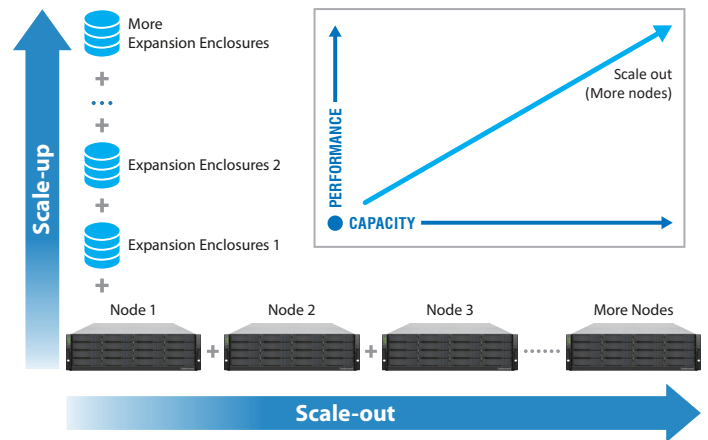 More
Expansion Enclosures
Expansion Enclosures 2
Expansion Enclosures 1
Scale-up
PERFORMANCE
CAPACITY
Scale out
(More nodes)
Node 1
Node 2
Node 3
More Nodes
Scale-out